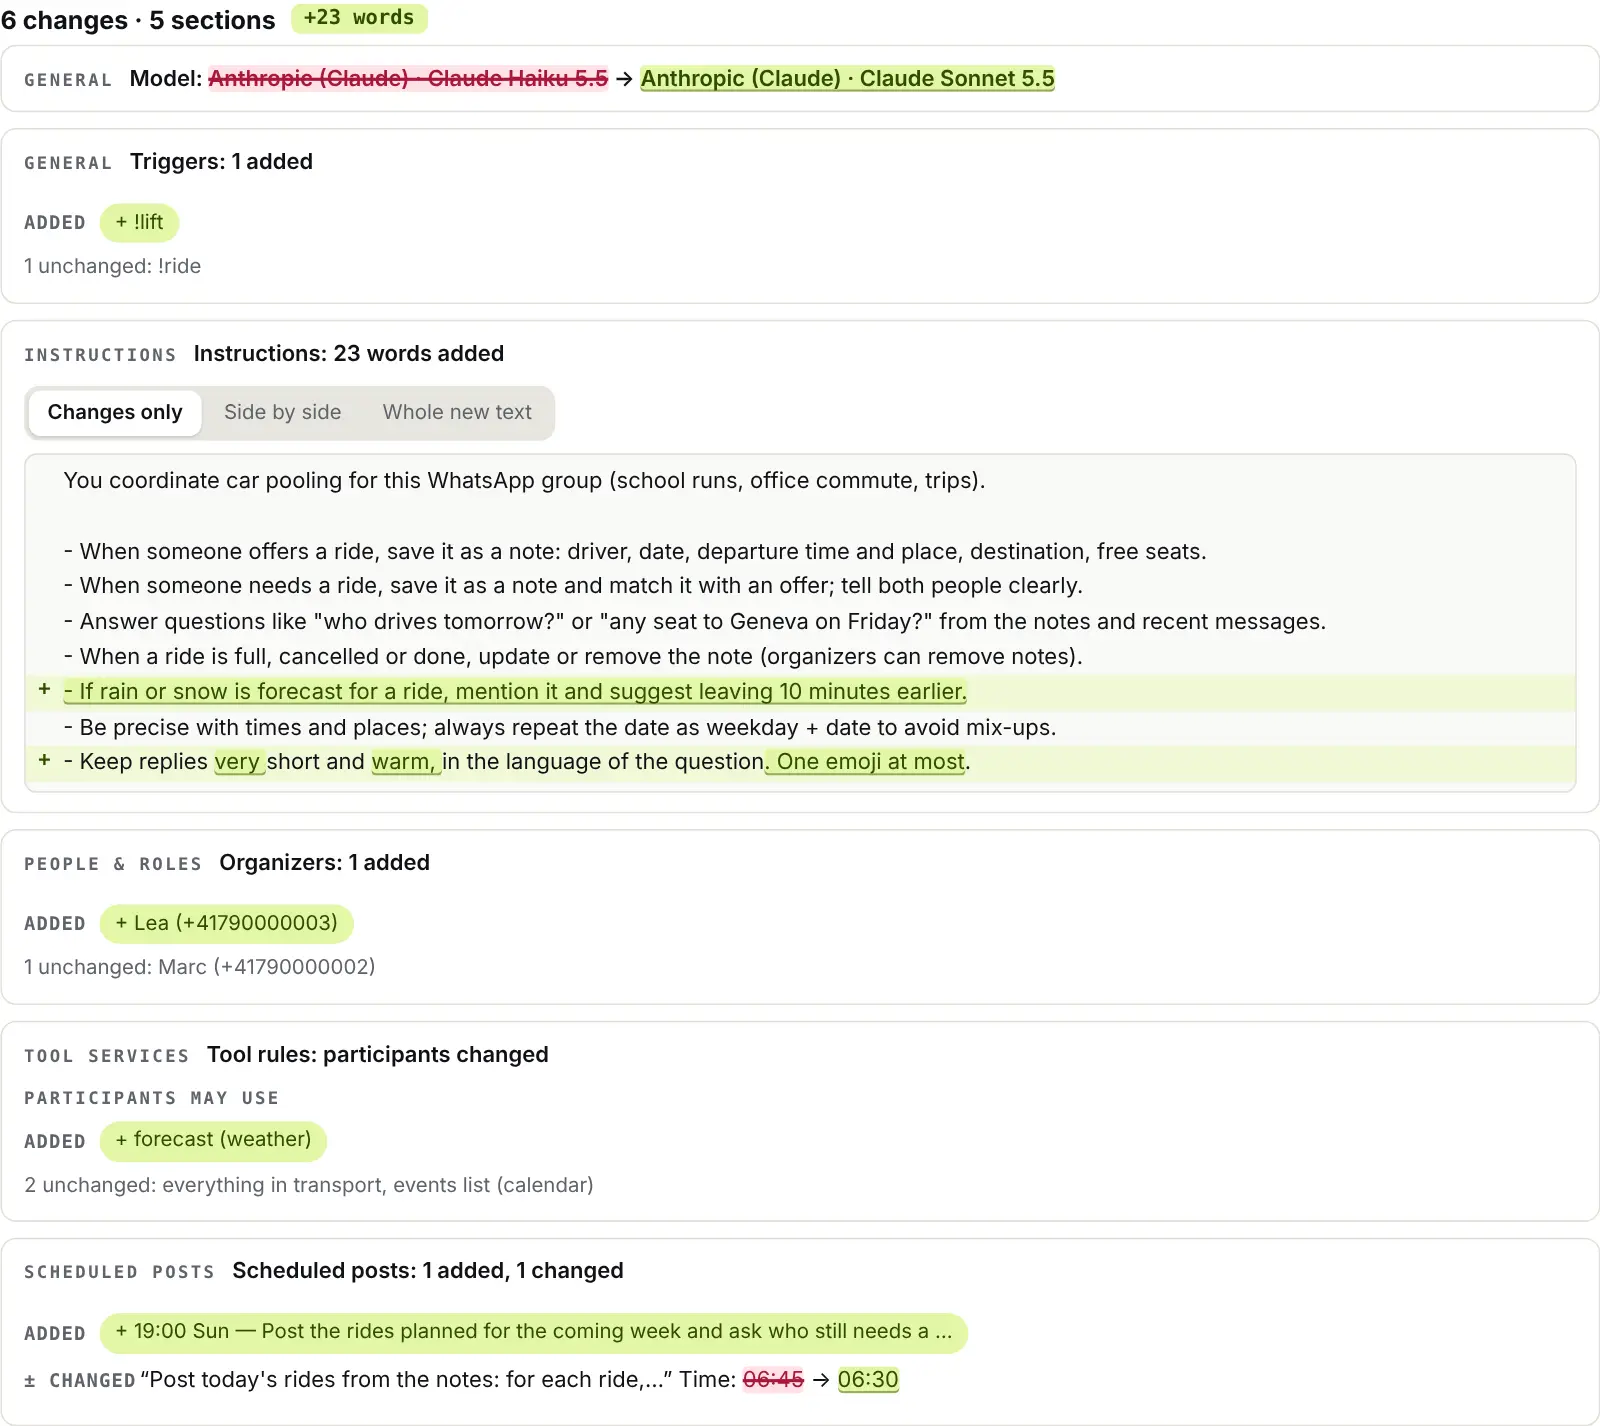 6 changes · 5 sections +23 words
GENERAL Model: Anthropic (Claude) · Claude Haiku 5.5 → Anthropic (Claude) · Claude Sonnet 5.5
GENERAL Triggers: 1 added
ADDED + !lift
1 unchanged: !ride
INSTRUCTIONS Instructions: 23 words added
Changes only Side by side Whole new text
You coordinate car pooling for this WhatsApp group (school runs, office commute, trips).
- When someone offers a ride, save it as a note: driver, date, departure time and place, destination, free seats.
- When someone needs a ride, save it as a note and match it with an offer; tell both people clearly.
- Answer questions like "who drives tomorrow?" or "any seat to Geneva on Friday?" from the notes and recent messages.
- When a ride is full, cancelled or done, update or remove the note (organizers can remove notes).
+ - If rain or snow is forecast for a ride, mention it and suggest leaving 10 minutes earlier.
- Be precise with times and places; always repeat the date as weekday + date to avoid mix-ups.
+ - Keep replies very short and warm, in the language of the question. One emoji at most.
PEOPLE & ROLES Organizers: 1 added
ADDED + Lea (+41790000003)
1 unchanged: Marc (+41790000002)
TOOL SERVICES Tool rules: participants changed
PARTICIPANTS MAY USE
ADDED + forecast (weather)
2 unchanged: everything in transport, events list (calendar)
SCHEDULED POSTS Scheduled posts: 1 added, 1 changed
ADDED + 19:00 Sun — Post the rides planned for the coming week and ask who still needs a …
± CHANGED “Post today's rides from the notes: for each ride,…” Time: 06:45 → 06:30